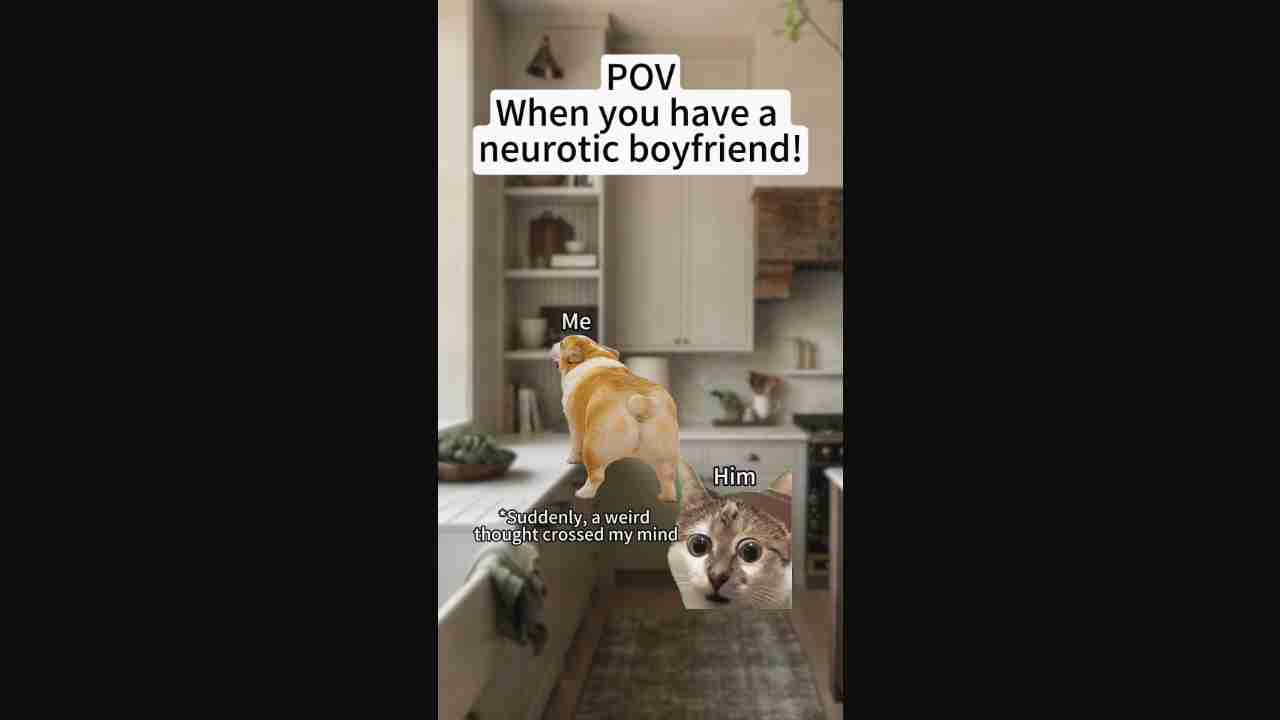 POV
When you have a
neurotic boyfriend!
Me
Him
*Suddenly, a weird
thought crossed my mind